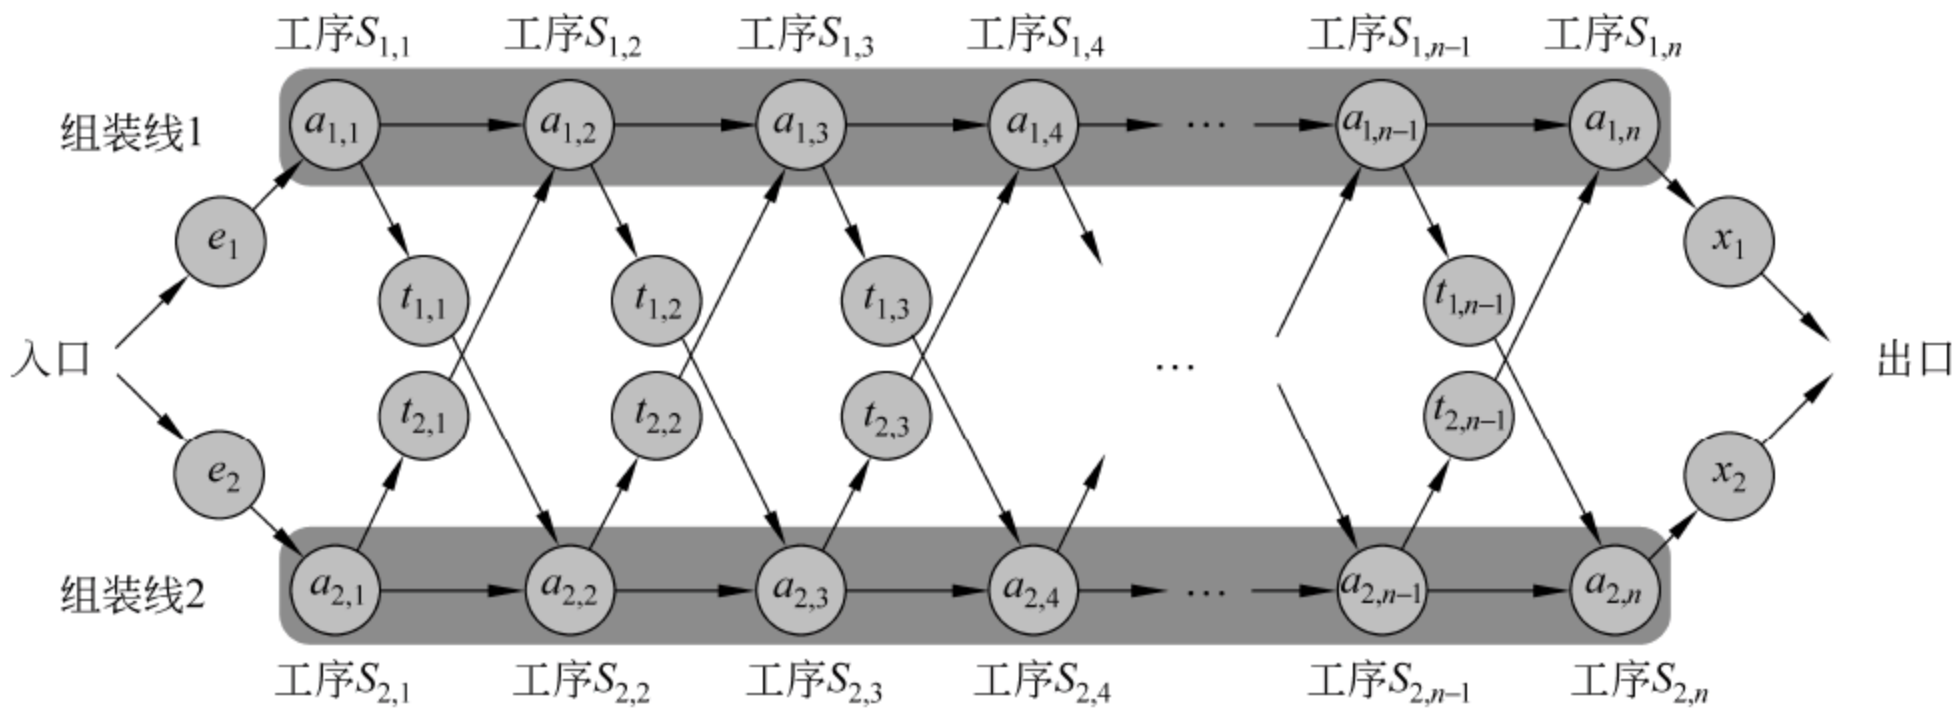 工序S1,1 工序S1,2 工序S1,3 工序S1,4 工序S1,n–1 工序S1,n
组装线1 a1,1 a1,2 a1,3 a1,4 … a1,n–1 a1,n
e1 x1
t1,1 t1,2 t1,3 t1,n–1
入口 … 出口
t2,1 t2,2 t2,3 t2,n–1
e2 x2
组装线2 a2,1 a2,2 a2,3 a2,4 … a2,n–1 a2,n
工序S2,1 工序S2,2 工序S2,3 工序S2,4 工序S2,n–1 工序S2,n